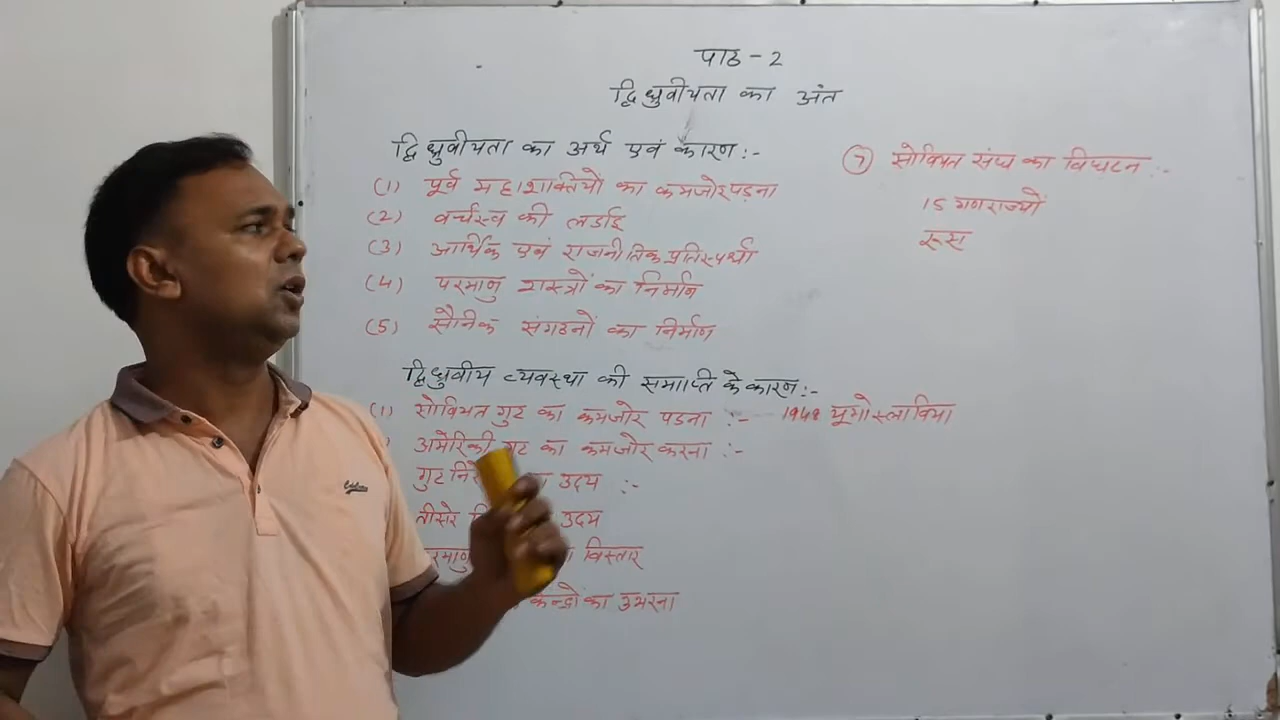 पाठ - 2
द्विध्रुवीयता का अंत
द्विध्रुवीयता का अर्थ एवं कारण :-
(1) पूर्व महाशक्तियों का कमजोर पड़ना
(2) वर्चस्व की लडाई
(3) आर्थिक एवं राजनीतिक प्रतिस्पर्धा
(4) परमाणु शस्त्रों का निर्माण
(5) सैनिक संगठनों का निर्माण
द्विध्रुवीय व्यवस्था की समाप्ति के कारण :-
(1) सोवियत गुट का कमजोर पडना :- 1948 यूगोस्लाविया
अमेरिकी गुट का कमजोर करना :-
गुट उदय :-
तीसरे उदय
विस्तार
केन्द्रों का उभरना
(7) सोवियत संघ का विघटन :-
15 गणराज्यों
रूस